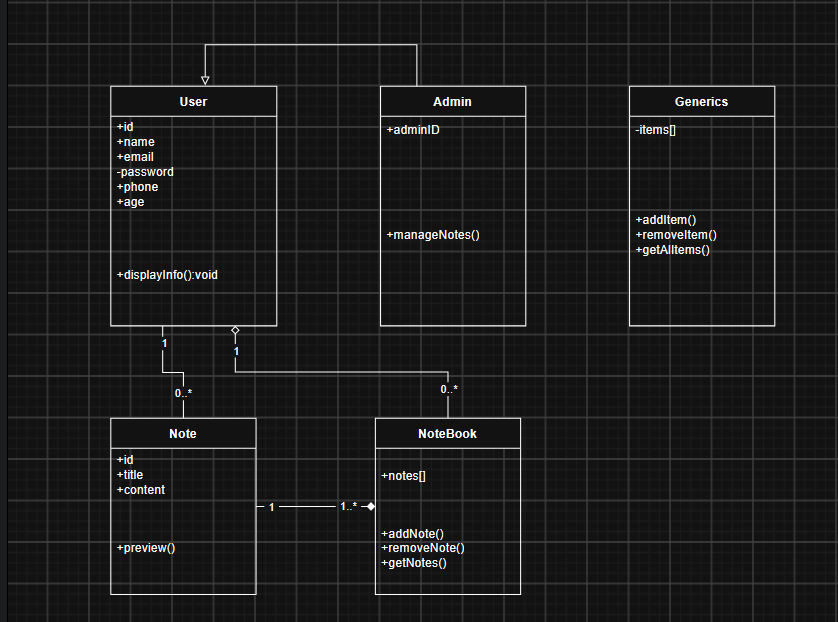 User
+id
+name
+email
-password
+phone
+age
+displayInfo():void
Admin
+adminID
+manageNotes()
Generics
-items[]
+addItem()
+removeItem()
+getAlItems()
1
0..*
1
0..*
Note
+id
+title
+content
+preview()
1
1..*
NoteBook
+notes[]
+addNote()
+removeNote()
+getNotes()